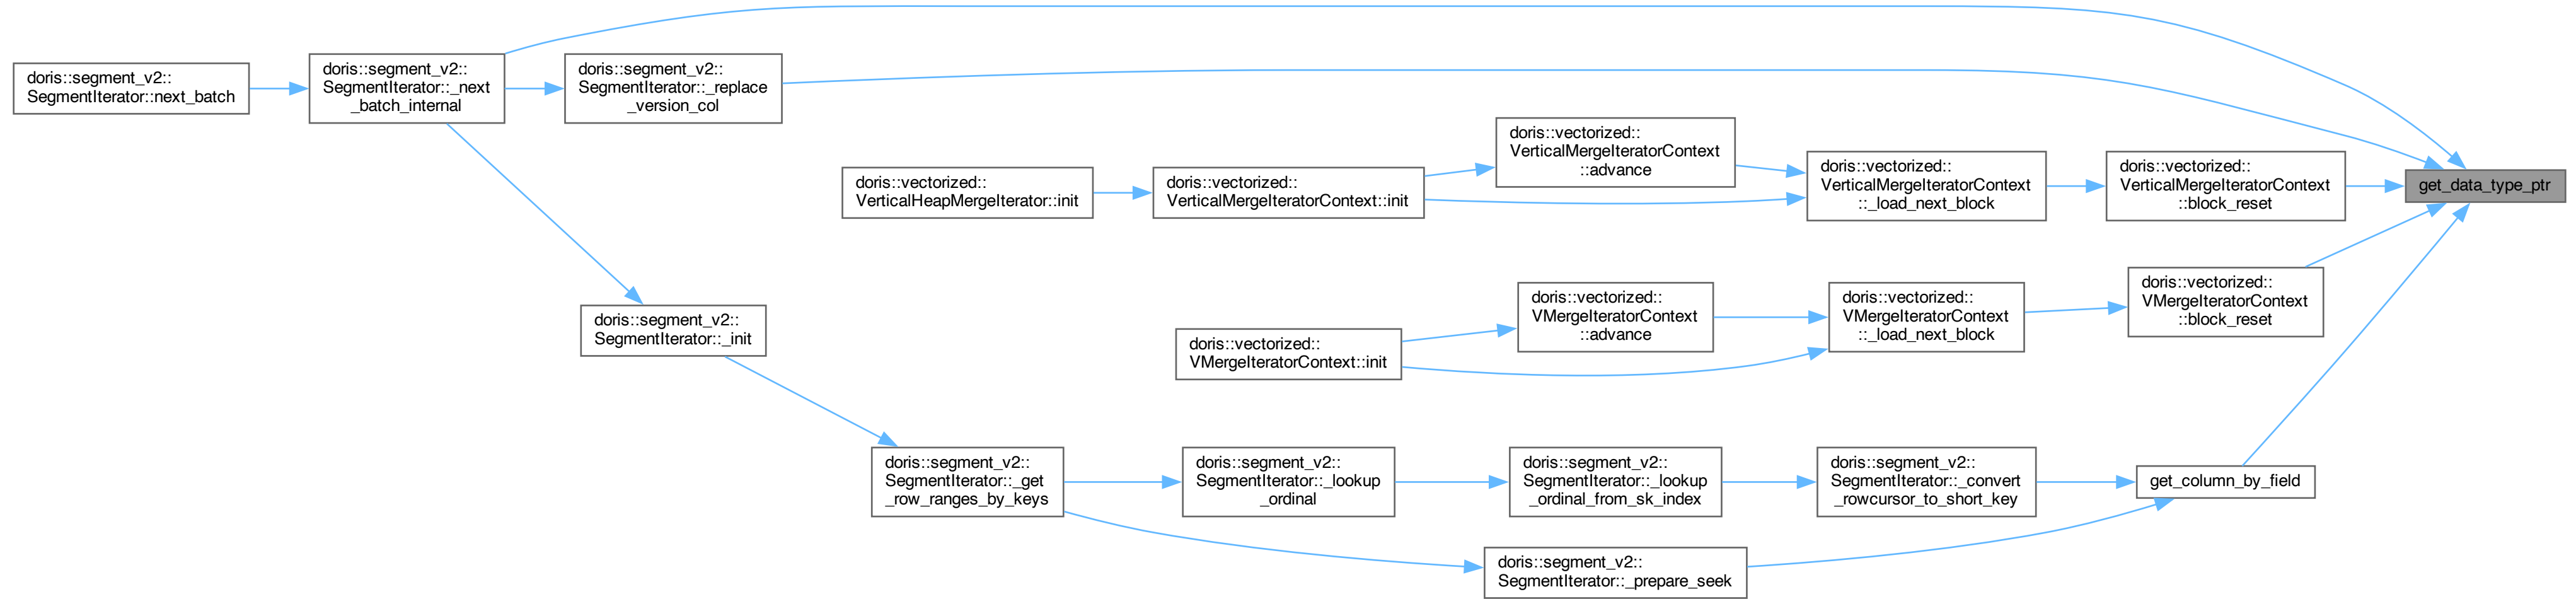 doris::segment_v2::
SegmentIterator::next_batch
doris::segment_v2::
SegmentIterator::_next
_batch_internal
doris::segment_v2::
SegmentIterator::_replace
_version_col
doris::vectorized::
VerticalHeapMergeIterator::init
doris::vectorized::
VerticalMergeIteratorContext::init
doris::vectorized::
VerticalMergeIteratorContext
::advance
doris::vectorized::
VerticalMergeIteratorContext
::_load_next_block
doris::vectorized::
VerticalMergeIteratorContext
::block_reset
get_data_type_ptr
doris::segment_v2::
SegmentIterator::_init
doris::vectorized::
VMergeIteratorContext::init
doris::vectorized::
VMergeIteratorContext
::advance
doris::vectorized::
VMergeIteratorContext
::_load_next_block
doris::vectorized::
VMergeIteratorContext
::block_reset
doris::segment_v2::
SegmentIterator::_get
_row_ranges_by_keys
doris::segment_v2::
SegmentIterator::_lookup
_ordinal
doris::segment_v2::
SegmentIterator::_lookup
_ordinal_from_sk_index
doris::segment_v2::
SegmentIterator::_convert
_rowcursor_to_short_key
get_column_by_field
doris::segment_v2::
SegmentIterator::_prepare_seek